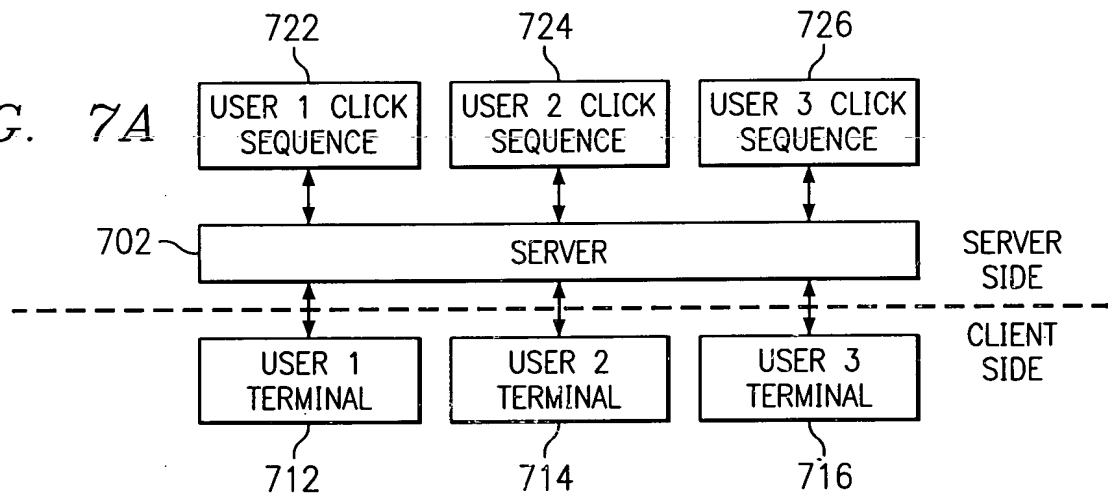 722 724 726
G. 7A
USER 1 CLICK
SEQUENCE
USER 2 CLICK
SEQUENCE
USER 3 CLICK
SEQUENCE
702
SERVER
SERVER
SIDE
CLIENT
SIDE
USER 1
TERMINAL
USER 2
TERMINAL
USER 3
TERMINAL
712 714 716